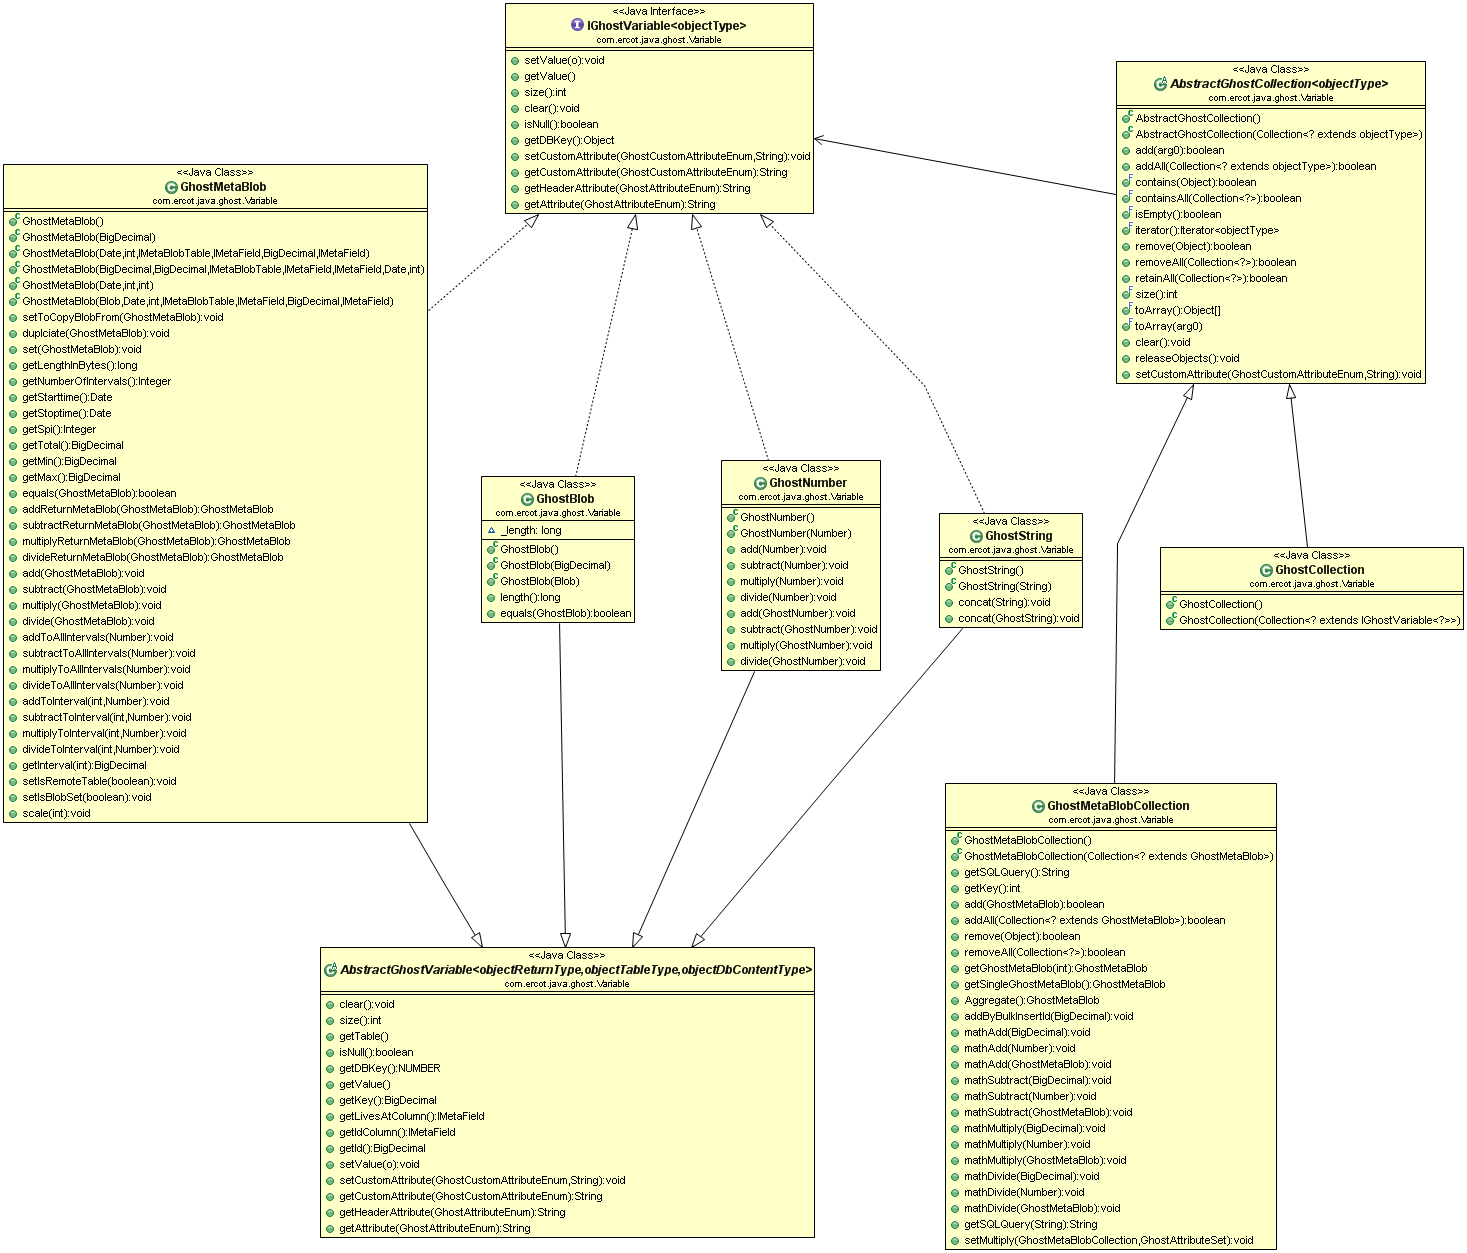 <<Java Interface>>
IGhostVariable<objectType>
com.ercot.java.ghost.Variable
setValue(o):void
getValue()
size():int
clear():void
isNull():boolean
getDBKey():Object
setCustomAttribute(GhostCustomAttributeEnum,String):void
getCustomAttribute(GhostCustomAttributeEnum):String
getHeaderAttribute(GhostAttributeEnum):String
getAttribute(GhostAttributeEnum):String
<<Java Class>>
AbstractGhostCollection<objectType>
com.ercot.java.ghost.Variable
AbstractGhostCollection()
AbstractGhostCollection(Collection<? extends objectType>)
add(arg0):boolean
addAll(Collection<? extends objectType>):boolean
contains(Object):boolean
containsAll(Collection<?>):boolean
isEmpty():boolean
iterator():Iterator<objectType>
remove(Object):boolean
removeAll(Collection<?>):boolean
retainAll(Collection<?>):boolean
size():int
toArray():Object[]
toArray(arg0)
clear():void
releaseObjects():void
setCustomAttribute(GhostCustomAttributeEnum,String):void
<<Java Class>>
GhostMetaBlob
com.ercot.java.ghost.Variable
GhostMetaBlob()
GhostMetaBlob(BigDecimal)
GhostMetaBlob(Date,int,IMetaBlobTable,IMetaField,BigDecimal,IMetaField)
GhostMetaBlob(BigDecimal,BigDecimal,IMetaBlobTable,IMetaField,IMetaField,Date,int)
GhostMetaBlob(Date,int,int)
GhostMetaBlob(Blob,Date,int,IMetaBlobTable,IMetaField,BigDecimal,IMetaField)
setToCopyBlobFrom(GhostMetaBlob):void
duplciate(GhostMetaBlob):void
set(GhostMetaBlob):void
getLengthInBytes():long
getNumberOfIntervals():Integer
getStarttime():Date
getStoptime():Date
getSpi():Integer
getTotal():BigDecimal
getMin():BigDecimal
getMax():BigDecimal
equals(GhostMetaBlob):boolean
addReturnMetaBlob(GhostMetaBlob):GhostMetaBlob
subtractReturnMetaBlob(GhostMetaBlob):GhostMetaBlob
multiplyReturnMetaBlob(GhostMetaBlob):GhostMetaBlob
divideReturnMetaBlob(GhostMetaBlob):GhostMetaBlob
add(GhostMetaBlob):void
subtract(GhostMetaBlob):void
multiply(GhostMetaBlob):void
divide(GhostMetaBlob):void
addToAllIntervals(Number):void
subtractToAllIntervals(Number):void
multiplyToAllIntervals(Number):void
divideToAllIntervals(Number):void
addToInterval(int,Number):void
subtractToInterval(int,Number):void
multiplyToInterval(int,Number):void
divideToInterval(int,Number):void
getInterval(int):BigDecimal
setIsRemoteTable(boolean):void
setIsBlobSet(boolean):void
scale(int):void
<<Java Class>>
GhostBlob
com.ercot.java.ghost.Variable
_length: long
GhostBlob()
GhostBlob(BigDecimal)
GhostBlob(Blob)
length():long
equals(GhostBlob):boolean
<<Java Class>>
GhostNumber
com.ercot.java.ghost.Variable
GhostNumber()
GhostNumber(Number)
add(Number):void
subtract(Number):void
multiply(Number):void
divide(Number):void
add(GhostNumber):void
subtract(GhostNumber):void
multiply(GhostNumber):void
divide(GhostNumber):void
<<Java Class>>
GhostString
com.ercot.java.ghost.Variable
GhostString()
GhostString(String)
concat(String):void
concat(GhostString):void
<<Java Class>>
GhostCollection
com.ercot.java.ghost.Variable
GhostCollection()
GhostCollection(Collection<? extends IGhostVariable<?>>)
<<Java Class>>
GhostMetaBlobCollection
com.ercot.java.ghost.Variable
GhostMetaBlobCollection()
GhostMetaBlobCollection(Collection<? extends GhostMetaBlob>)
getSQLQuery():String
getKey():int
add(GhostMetaBlob):boolean
addAll(Collection<? extends GhostMetaBlob>):boolean
remove(Object):boolean
removeAll(Collection<?>):boolean
getGhostMetaBlob(int):GhostMetaBlob
getSingleGhostMetaBlob():GhostMetaBlob
Aggregate():GhostMetaBlob
addByBulkInsertId(BigDecimal):void
mathAdd(BigDecimal):void
mathAdd(Number):void
mathAdd(GhostMetaBlob):void
mathSubtract(BigDecimal):void
mathSubtract(Number):void
mathSubtract(GhostMetaBlob):void
mathMultiply(BigDecimal):void
mathMultiply(Number):void
mathMultiply(GhostMetaBlob):void
mathDivide(BigDecimal):void
mathDivide(Number):void
mathDivide(GhostMetaBlob):void
getSQLQuery(String):String
setMultiply(GhostMetaBlobCollection,GhostAttributeSet):void
<<Java Class>>
AbstractGhostVariable<objectReturnType,objectTableType,objectDbContentType>
com.ercot.java.ghost.Variable
clear():void
size():int
getTable()
isNull():boolean
getDBKey():NUMBER
getValue()
getKey():BigDecimal
getLivesAtColumn():IMetaField
getIdColumn():IMetaField
getId():BigDecimal
setValue(o):void
setCustomAttribute(GhostCustomAttributeEnum,String):void
getCustomAttribute(GhostCustomAttributeEnum):String
getHeaderAttribute(GhostAttributeEnum):String
getAttribute(GhostAttributeEnum):String